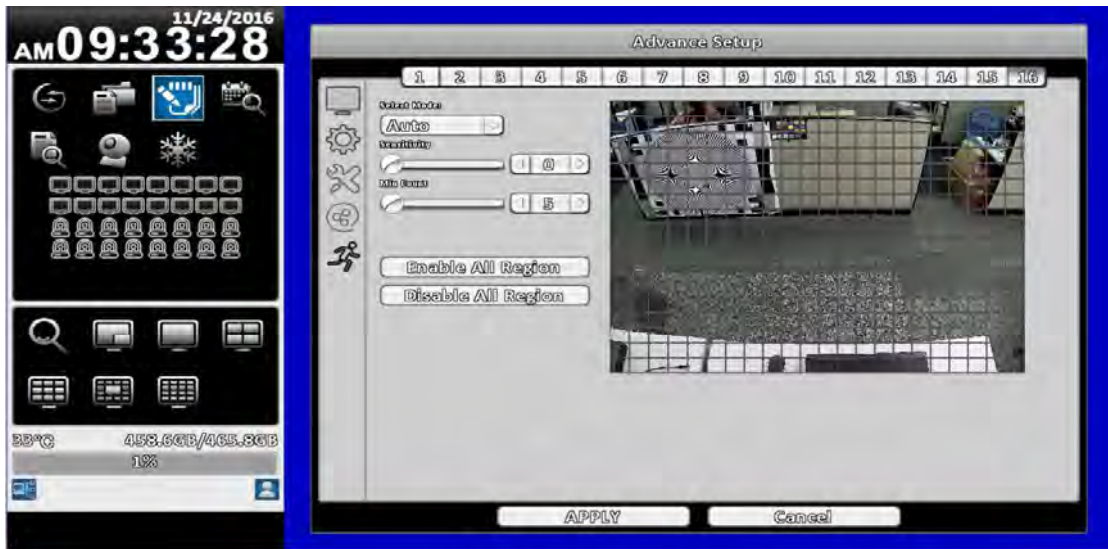 11/24/2016
AM 09:33:28
33°C 458.6GB/465.8GB
1%
Advance Setup
1 2 3 4 5 6 7 8 9 10 11 12 13 14 15 16
Select Mode:
Auto
Sensitivity
0
Min Count
5
Enable All Region
Disable All Region
APPLY Cancel